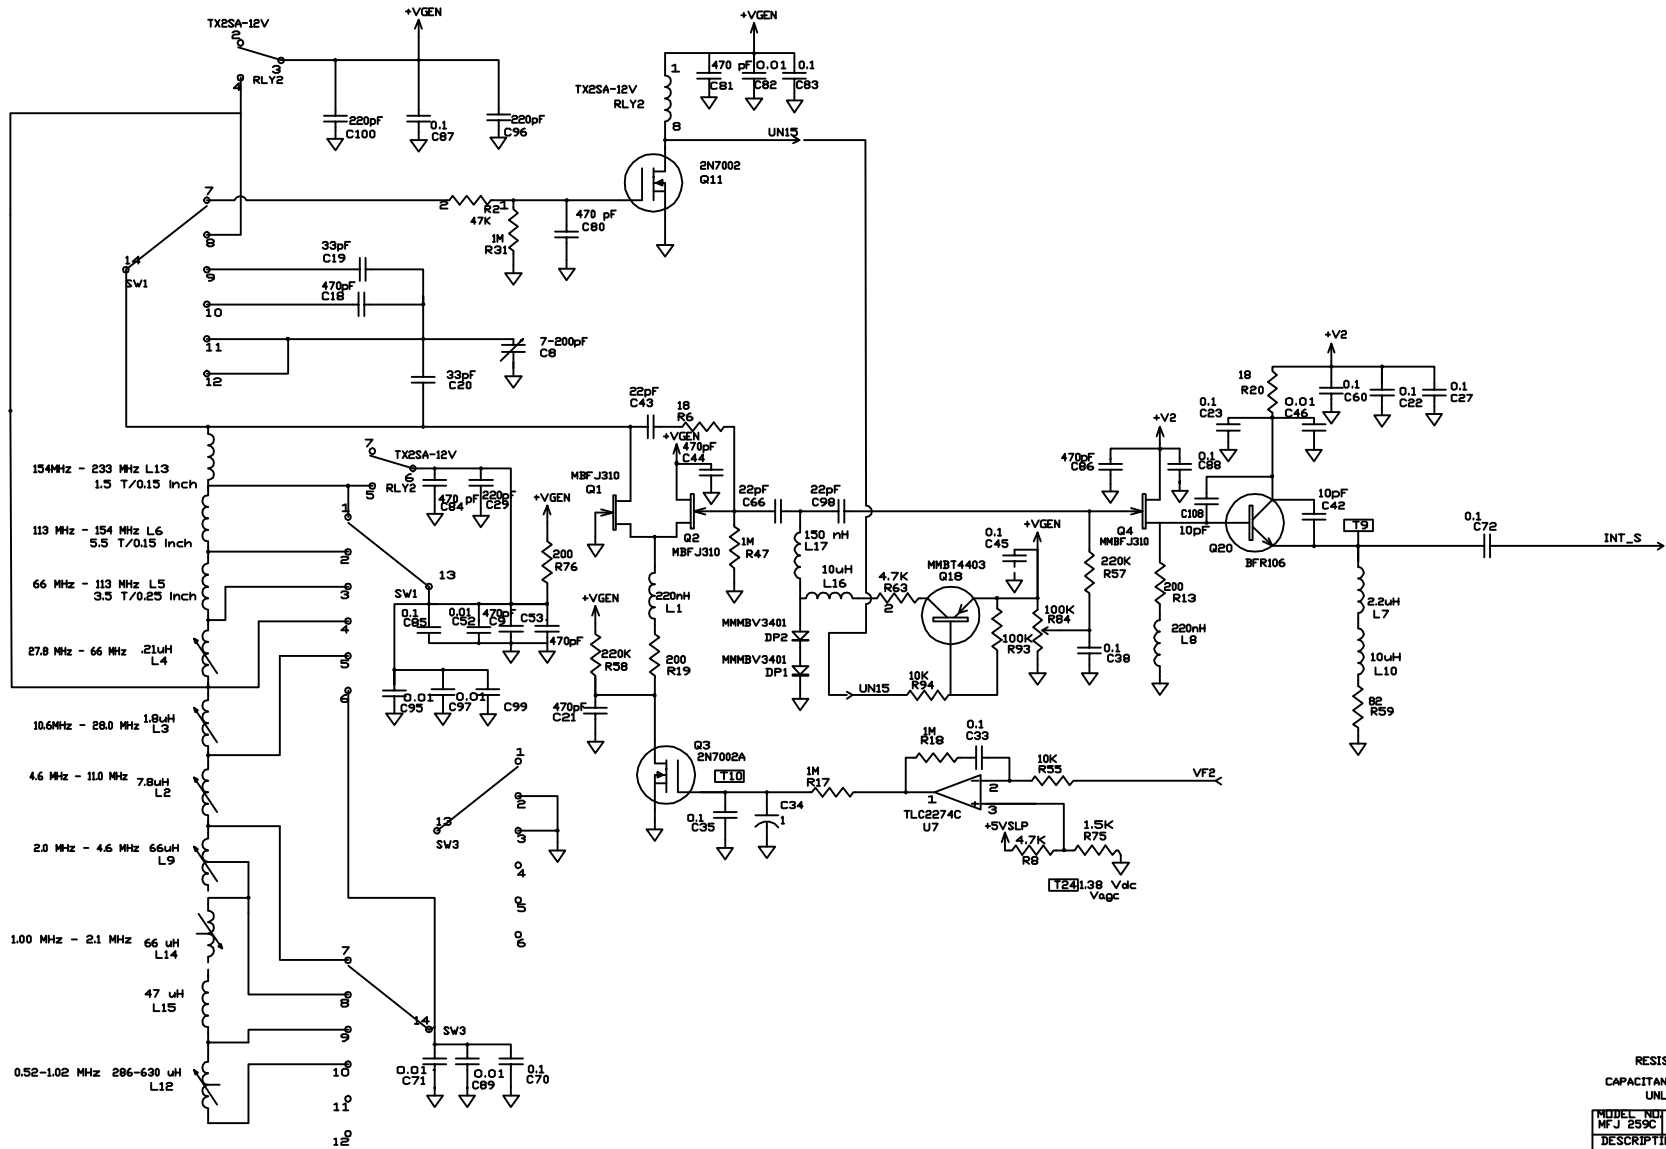 +VGEN
TX2SA-12V
2
3
RLY2
4
220pF
C100
0.1
C87
220pF
C96
+VGEN
1
470 pF
C81
0.01
C82
0.1
C83
TX2SA-12V
RLY2
8
UN15
2N7002
Q11
7
2
R2
1
47K
1M
R31
470 pF
C80
8
14
SW1
33pF
C19
9
470pF
C18
10
11
7-200pF
C8
12
33pF
C20
22pF
C43
18
R6
+VGEN
470pF
C44
+V2
18
R20
0.1
C23
0.01
C46
0.1
C60
0.1
C22
0.1
C27
+V2
470pF
C86
0.1
C88
C108
10pF
Q20
BFR106
10pF
C42
T9
0.1
C72
INT_S
154MHz - 233 MHz L13
1.5 T/0.15 Inch
7
TX2SA-12V
6
RLY2
5
470 pF
C84
220pF
C29
+VGEN
MBFJ310
Q1
Q2
MBFJ310
1M
R47
22pF
C66
22pF
C98
150 nH
L17
10uH
L16
4.7K
R63
2
MMBT4403
Q18
0.1
C45
+VGEN
Q4
MMBFJ310
220K
R57
200
R13
220nH
L8
113 MHz - 154 MHz L6
5.5 T/0.15 Inch
1
2
200
R76
66 MHz - 113 MHz L5
3.5 T/0.25 Inch
3
13
SW1
0.1
C85
0.01
C52
470pF
C9
C53
470pF
+VGEN
220K
R58
220nH
L1
200
R19
MMMBV3401
DP2
MMMBV3401
DP1
100K
R93
100K
R84
0.1
C38
2.2uH
L7
10uH
L10
82
R59
4
27.8 MHz - 66 MHz
.21uH
L4
5
6
0.01
C95
0.01
C97
C99
470pF
C21
UN15
10K
R94
10.6MHz - 28.0 MHz
1.8uH
L3
Q3
2N7002A
T10
1M
R17
1M
R18
0.1
C33
10K
R55
VF2
4.6 MHz - 11.0 MHz
7.8uH
L2
1
2
3
4
5
6
13
SW3
0.1
C35
C34
1
1
2
3
TLC2274C
U7
+5VSLP
4.7K
R8
1.5K
R75
T24 1.38 Vdc
Vagc
2.0 MHz - 4.6 MHz 66uH
L9
1.00 MHz - 2.1 MHz
66 uH
L14
47 uH
L15
7
8
9
14
SW3
0.52-1.02 MHz 286-630 uH
L12
10
11
12
0.01
C71
0.01
C89
0.1
C70
RESIS
CAPACITAN
UNL
MODEL NO.
MFJ 259C
DESCRIPTI